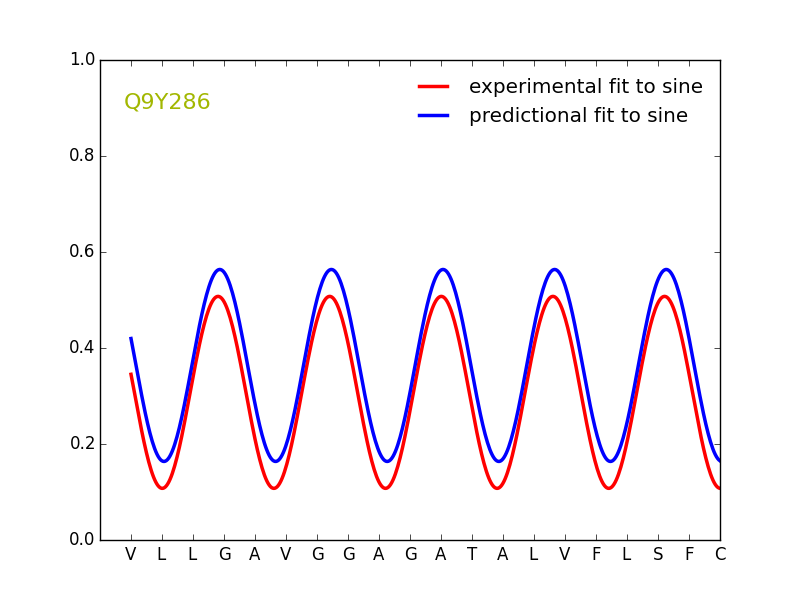 1.0
Q9Y286
experimental fit to sine
predictional fit to sine
0.8
0.6
0.4
0.2
0.0
V L L G A V G G A G A T A L V F L S F C